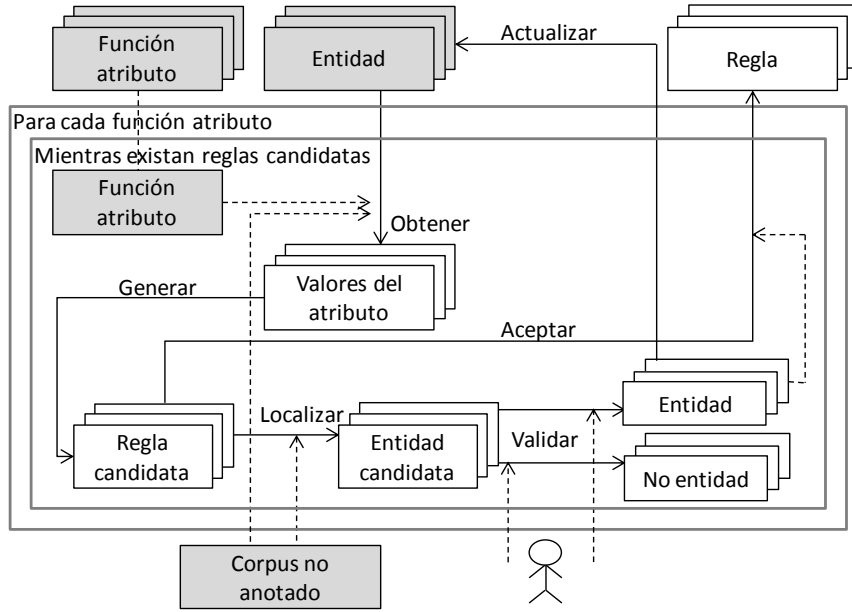 Función
atributo
Entidad
Actualizar
Regla
Para cada función atributo
Mientras existan reglas candidatas
Función
atributo
Obtener
Valores del
atributo
Generar
Aceptar
Regla
candidata
Localizar
Entidad
candidata
Validar
Entidad
No entidad
Corpus no
anotado